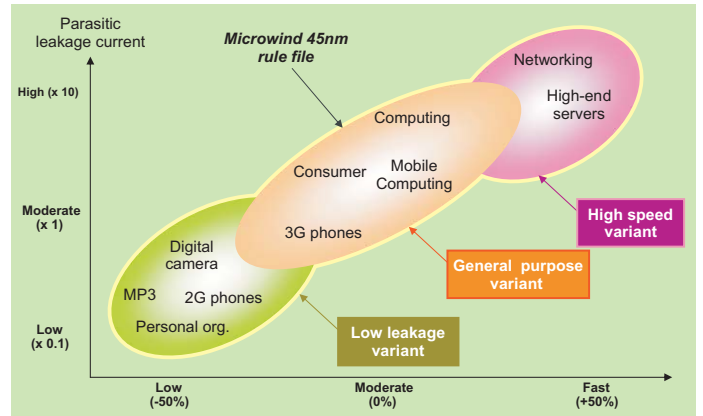 Parasitic
leakage current
Microwind 45nm
rule file
High (x 10)
Moderate
(x 1)
Low
(x 0.1)
Networking
High-end
servers
Computing
Consumer
Mobile
Computing
3G phones
Digital
camera
MP3
2G phones
Personal org.
High speed
variant
General purpose
variant
Low leakage
variant
Low
(-50%)
Moderate
(0%)
Fast
(+50%)